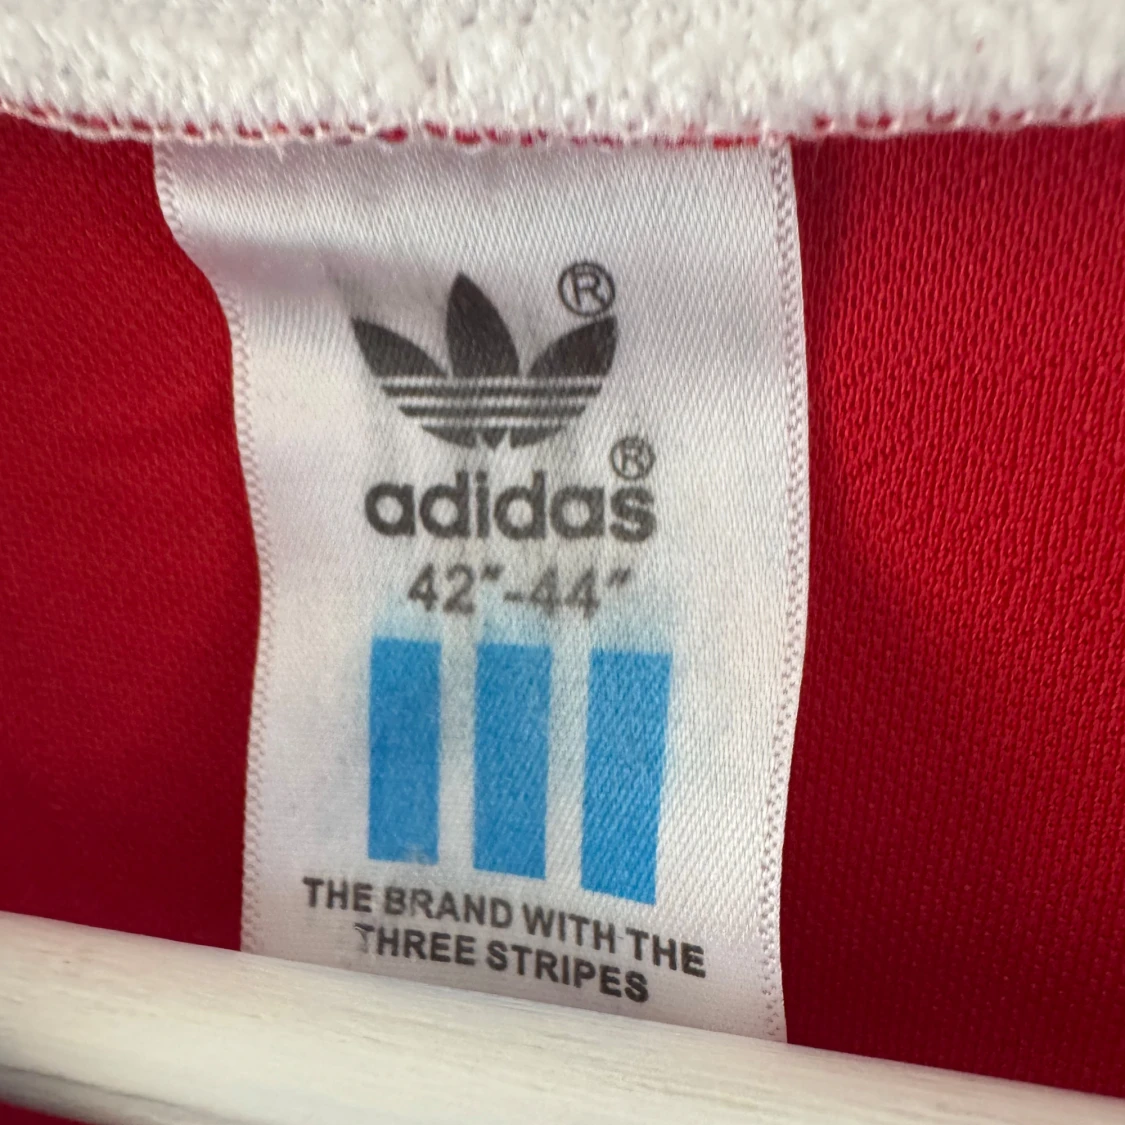 ®
adidas®
42"-44"
THE BRAND WITH THE
THREE STRIPES